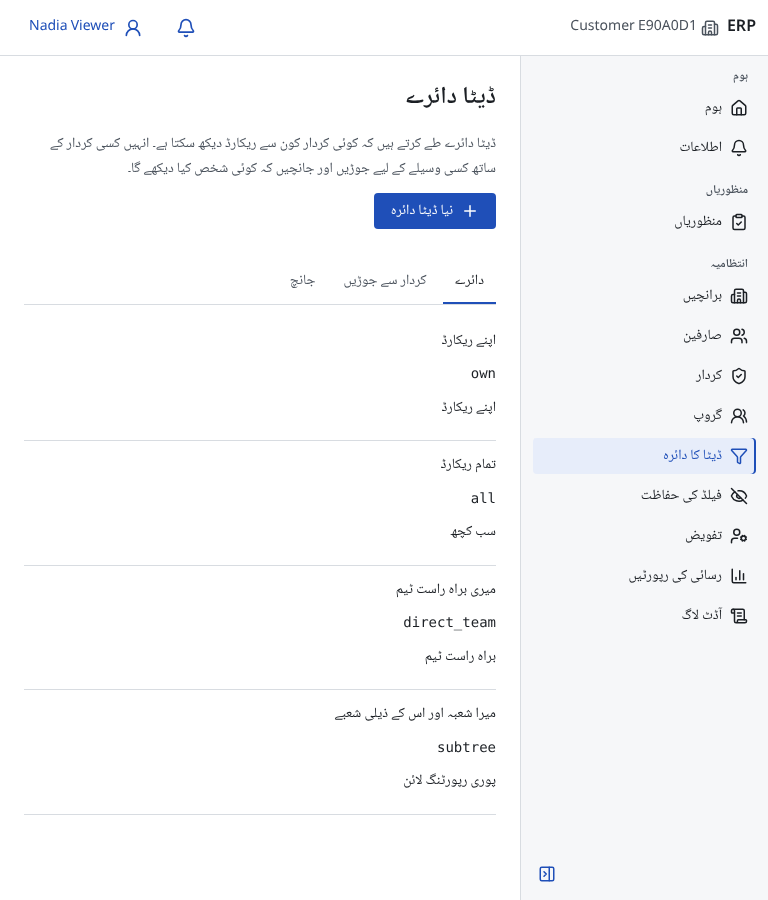 ERP
Customer E90A0D1
Nadia Viewer
ہوم
ہوم
اطلاعات
منظوریاں
منظوریاں
انتظامیہ
برانچیں
صارفین
کردار
گروپ
ڈیٹا کا دائرہ
فیلڈ کی حفاظت
تفویض
رسائی کی رپورٹیں
آڈٹ لاگ
ڈیٹا دائرے
ڈیٹا دائرے طے کرتے ہیں کہ کوئی کردار کون سے ریکارڈ دیکھ سکتا ہے۔ انہیں کسی کردار کے
ساتھ کسی وسیلے کے لیے جوڑیں اور جانچیں کہ کوئی شخص کیا دیکھے گا۔
نیا ڈیٹا دائرہ
دائرے
کردار سے جوڑیں
جانچ
اپنے ریکارڈ
own
اپنے ریکارڈ
تمام ریکارڈ
all
سب کچھ
میری براہ راست ٹیم
direct_team
براہ راست ٹیم
میرا شعبہ اور اس کے ذیلی شعبے
subtree
پوری رپورٹنگ لائن